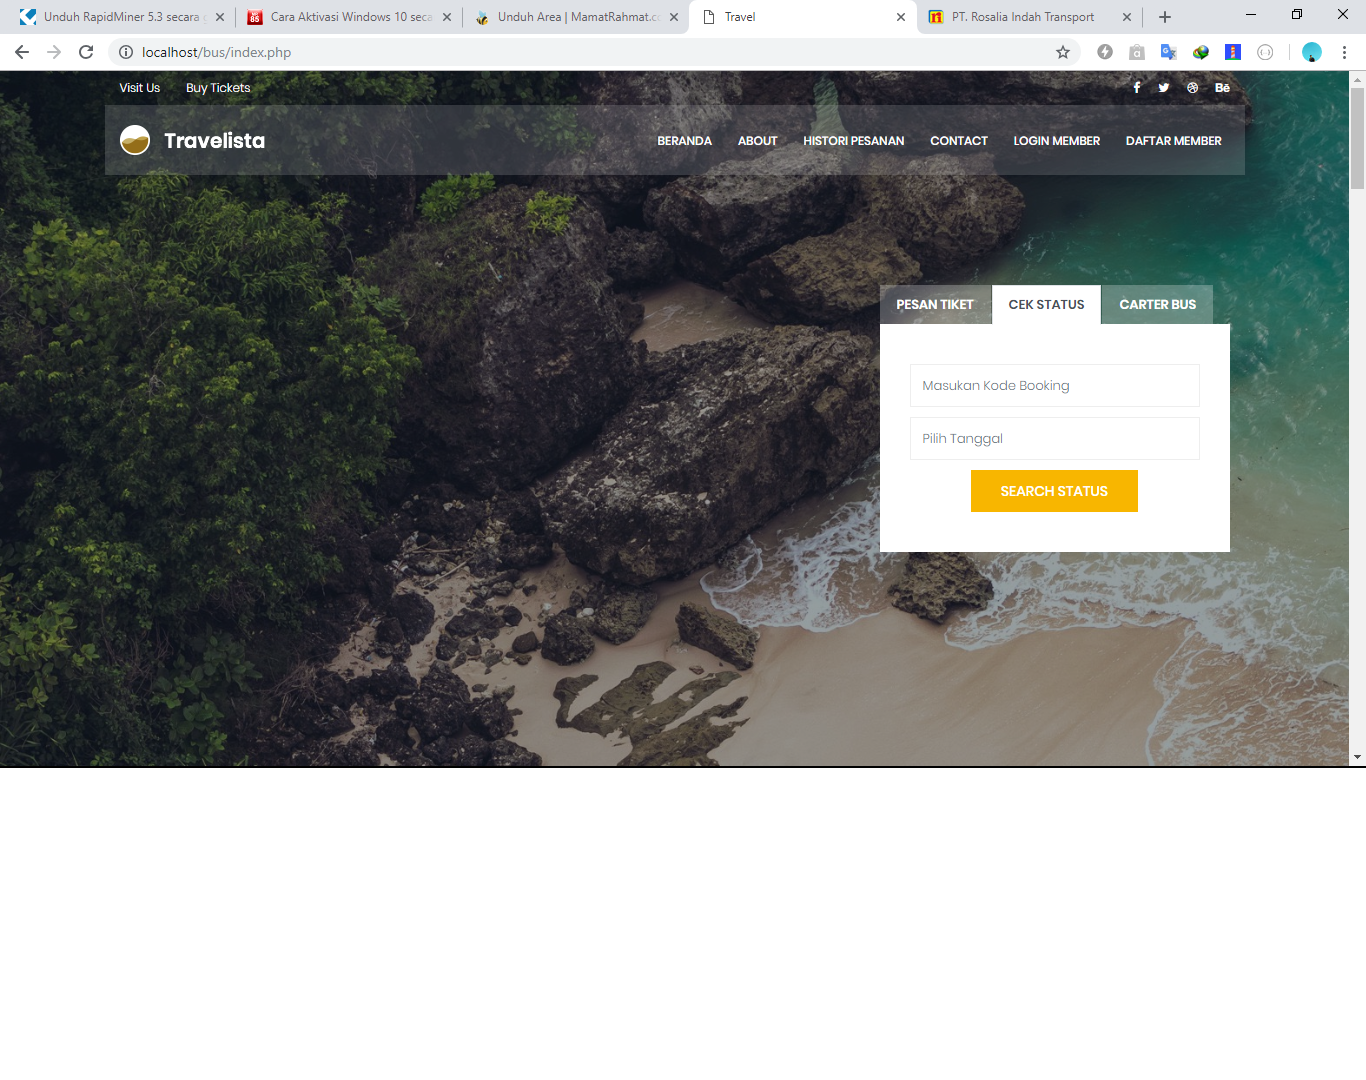 Unduh RapidMiner 5.3 secara
Cara Aktivasi Windows 10 seca
Unduh Area | MamatRahmat.c
Travel
PT. Rosalia Indah Transport
localhost/bus/index.php
Visit Us
Buy Tickets
Travelista
BERANDA
ABOUT
HISTORI PESANAN
CONTACT
LOGIN MEMBER
DAFTAR MEMBER
PESAN TIKET
CEK STATUS
CARTER BUS
Masukan Kode Booking
Pilih Tanggal
SEARCH STATUS